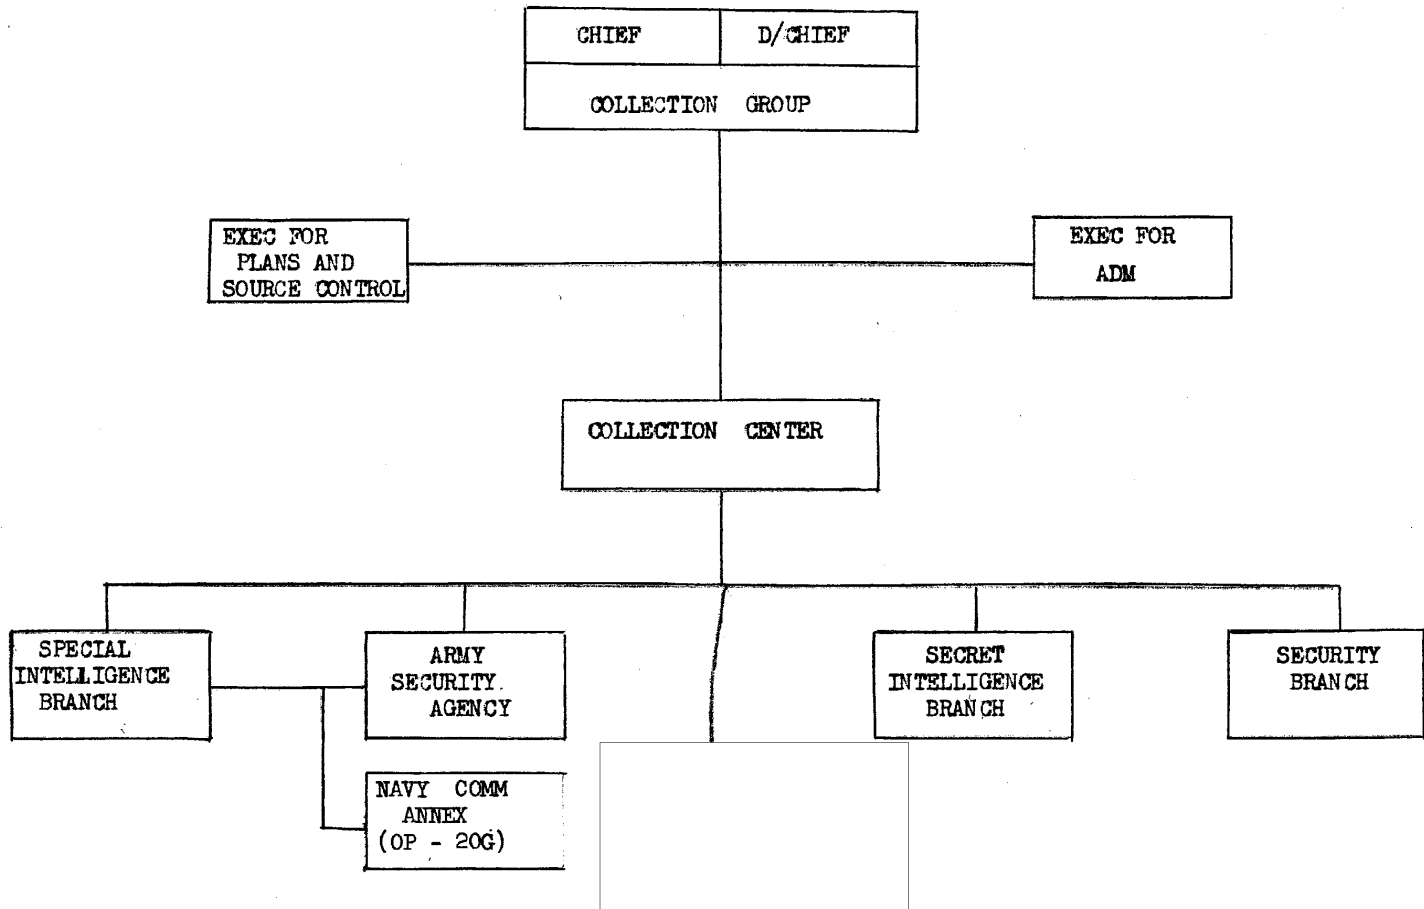 CHIEF
D/CHIEF
COLLECTION GROUP
EXEC FOR
PLANS AND
SOURCE CONTROL
EXEC FOR
ADM
COLLECTION CENTER
SPECIAL
INTELLIGENCE
BRANCH
ARMY
SECURITY
AGENCY
SECRET
INTELLIGENCE
BRANCH
SECURITY
BRANCH
NAVY COMM
ANNEX
(OP - 20G)